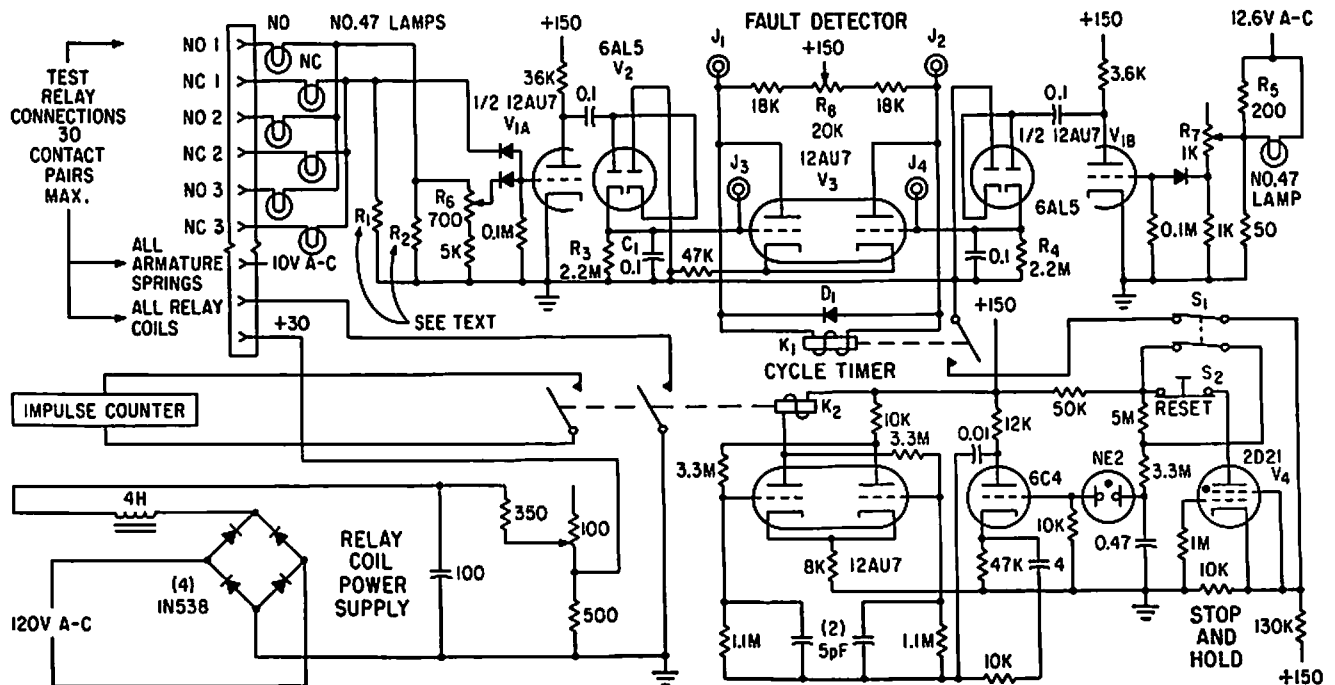 NO
NO.47 LAMPS
+150
FAULT DETECTOR
+150
12.6V A-C
NO 1
NC
6AL5
V2
J1
+150
J2
NC 1
36K
0.1
18K
R8
20K
18K
3.6K
0.1
R5
200
TEST
RELAY
CONNECTIONS
30
CONTACT
PAIRS
MAX.
NO 2
1/2 12AU7
V1A
12AU7
V3
1/2 12AU7
V1B
R7
1K
NC 2
J3
J4
NO.47
LAMP
NO 3
R6
700
6AL5
NC 3
R1
R2
5K
0.1M
R3
2.2M
C1
0.1
47K
0.1
R4
2.2M
0.1M
1K
50
ALL
ARMATURE
SPRINGS
10V A-C
ALL RELAY
COILS
SEE TEXT
D1
+150
S1
+30
K1
CYCLE TIMER
IMPULSE COUNTER
K2
50K
S2
RESET
10K
12K
5M
3.3M
3.3M
0.01
6C4
NE2
3.3M
2D21
V4
4H
350
100
10K
0.47
1M
RELAY
COIL
POWER
SUPPLY
100
8K
12AU7
47K
4
10K
(4)
1N538
500
STOP
AND
HOLD
130K
120V A-C
1.1M
(2)
5pF
1.1M
10K
+150